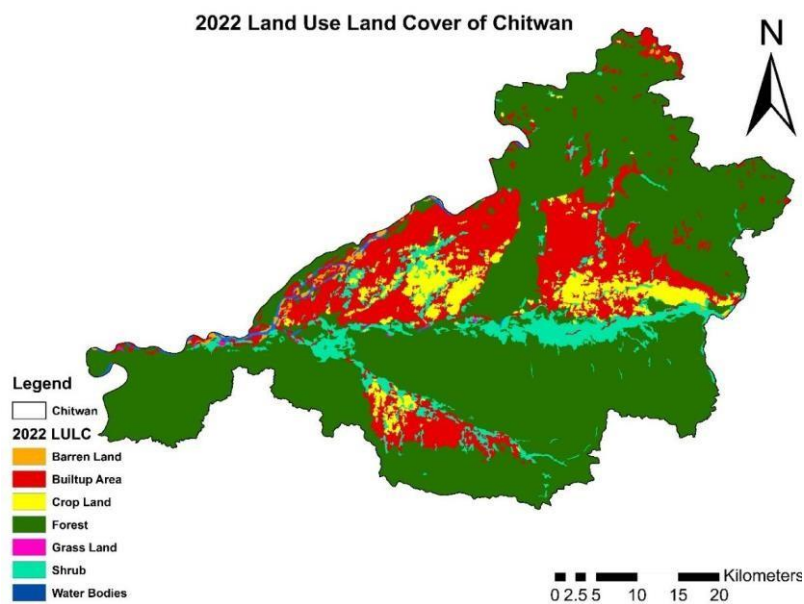 2022 Land Use Land Cover of Chitwan
N
Legend
Chitwan
2022 LULC
Barren Land
Builtup Area
Crop Land
Forest
Grass Land
Shrub
Water Bodies
Kilometers
0 2.5 5 10 15 20